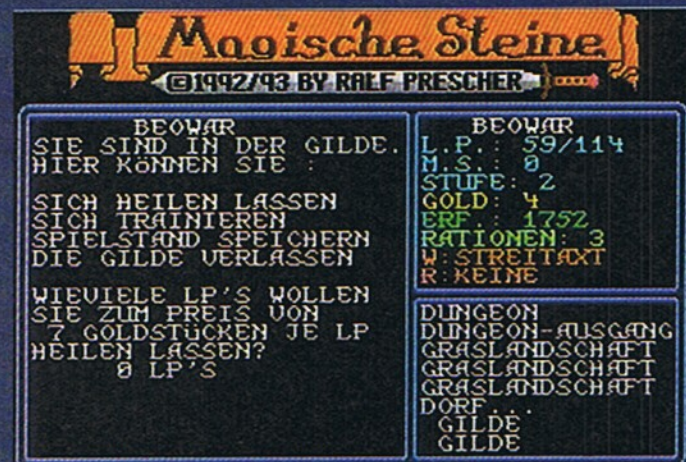 Magische Steine
©1992/93 BY RALF PRESCHER
BEOWAR
SIE SIND IN DER GILDE.
HIER KÖNNEN SIE :
SICH HEILEN LASSEN
SICH TRAINIEREN
SPIELSTAND SPEICHERN
DIE GILDE VERLASSEN
WIEVIELE LP'S WOLLEN
SIE ZUM PREIS VON
7 GOLDSTÜCKEN JE LP
HEILEN LASSEN?
0 LP'S
BEOWAR
L.P.: 59/114
M.S.: 0
STUFE: 2
GOLD: 4
ERF.: 1752
RATIONEN: 3
W:STREITAXT
R:KEINE
DUNGEON
DUNGEON-AUSGANG
GRASLANDSCHAFT
GRASLANDSCHAFT
GRASLANDSCHAFT
DORF...
GILDE
GILDE